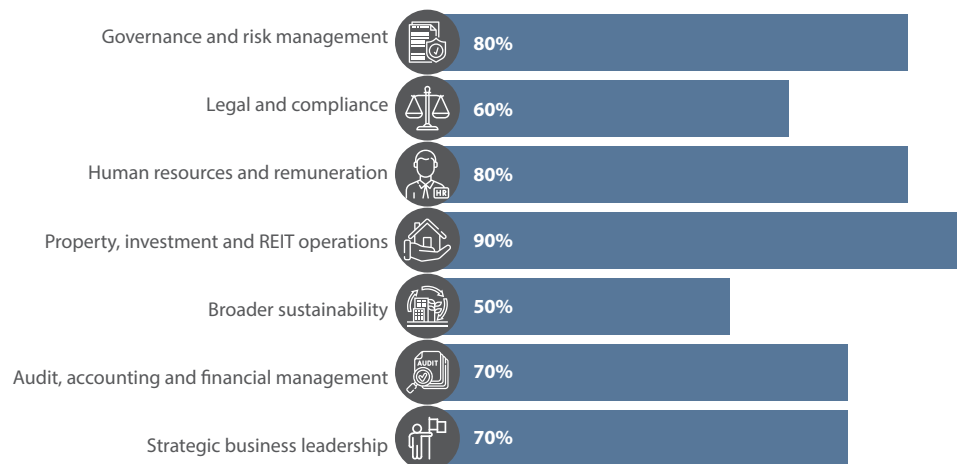 Governance and risk management
80%
Legal and compliance
60%
Human resources and remuneration
HR
80%
Property, investment and REIT operations
90%
Broader sustainability
50%
Audit, accounting and financial management
AUDIT
70%
Strategic business leadership
70%